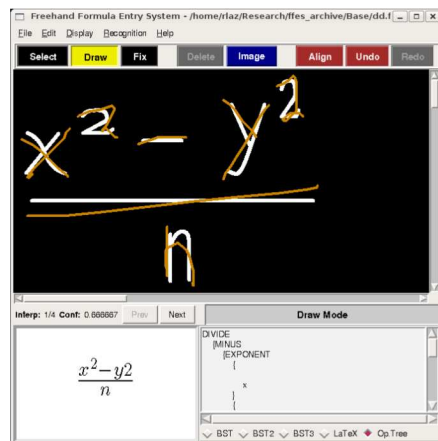 Freehand Formula Entry System - /home/rlaz/Research/ffes_archive/Base/dd.f
File Edit Display Recognition Help
Select Draw Fix Delete Image Align Undo Redo
x² - y²
n
Interp: 1/4 Conf: 0.666667 Prev Next Draw Mode
DIVIDE
[MINUS
[EXPONENT
[
x
]
[
x²−y2
n
BST BST2 BST3 LaTeX Op.Tree